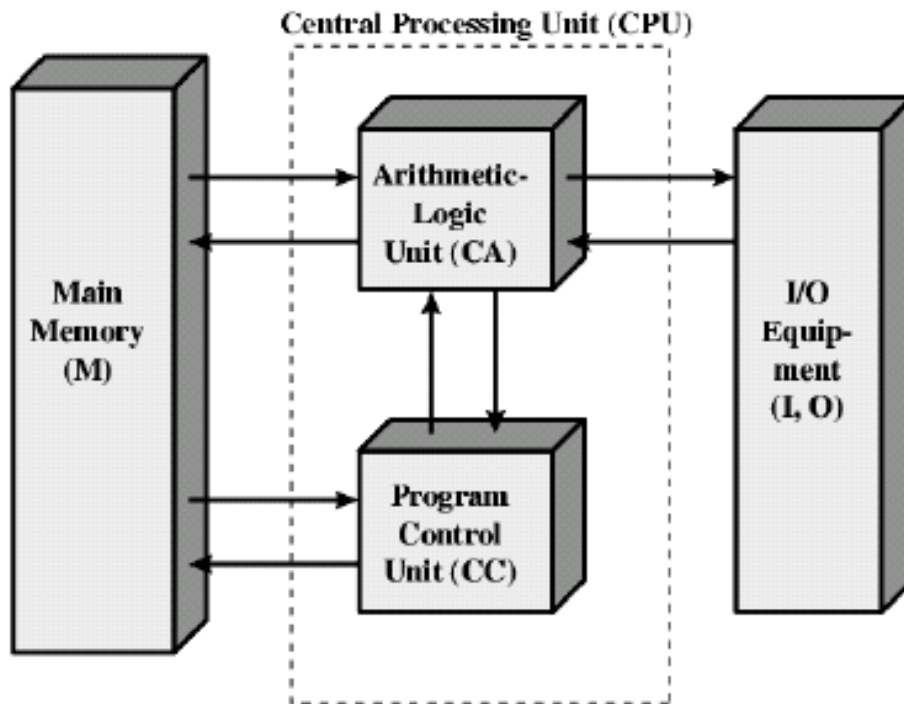 Central Processing Unit (CPU)
Main
Memory
(M)
Arithmetic-
Logic
Unit (CA)
Program
Control
Unit (CC)
I/O
Equip-
ment
(I, O)